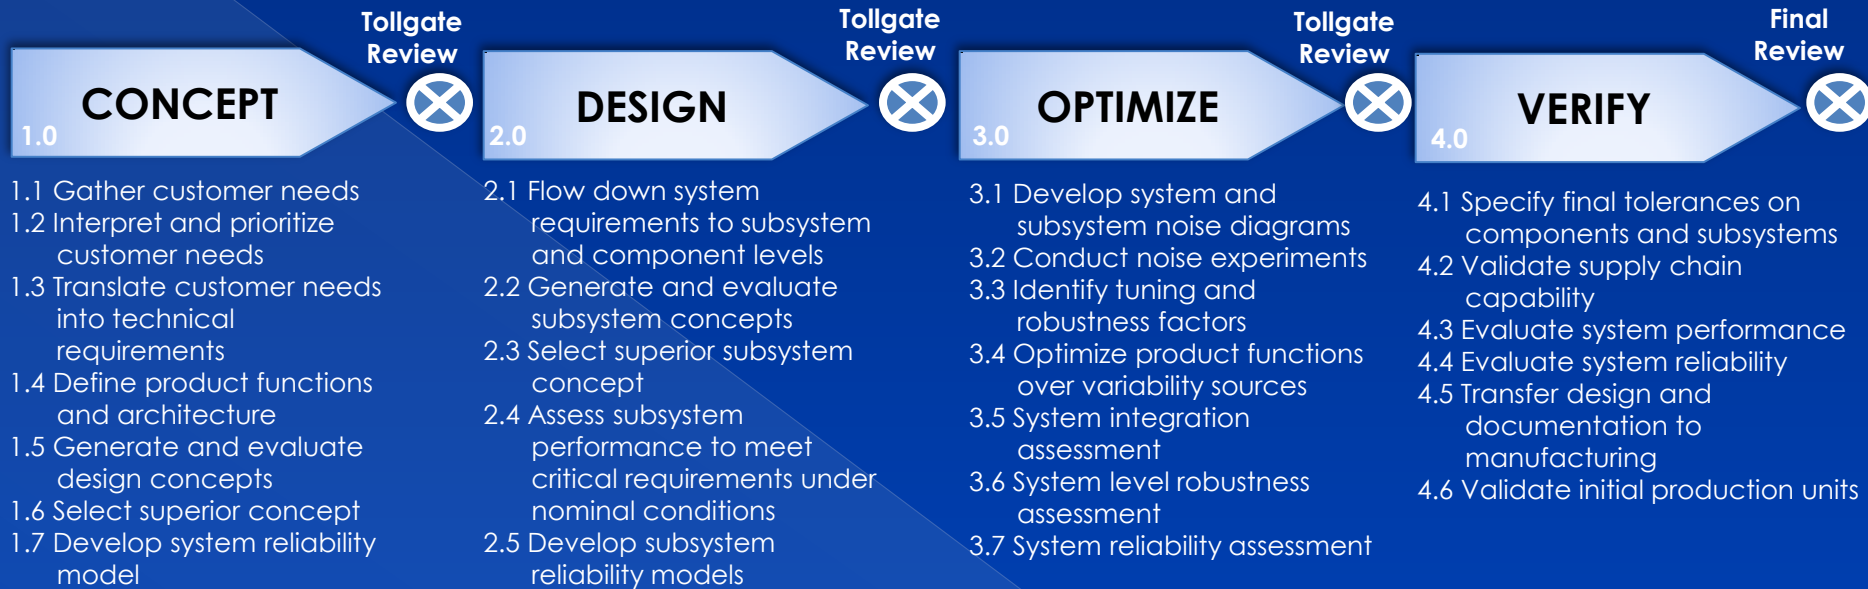 Tollgate
Review
CONCEPT
1.0
1.1 Gather customer needs
1.2 Interpret and prioritize
customer needs
1.3 Translate customer needs
into technical
requirements
1.4 Define product functions
and architecture
1.5 Generate and evaluate
design concepts
1.6 Select superior concept
1.7 Develop system reliability
model
Tollgate
Review
DESIGN
2.0
2.1 Flow down system
requirements to subsystem
and component levels
2.2 Generate and evaluate
subsystem concepts
2.3 Select superior subsystem
concept
2.4 Assess subsystem
performance to meet
critical requirements under
nominal conditions
2.5 Develop subsystem
reliability models
Tollgate
Review
OPTIMIZE
3.0
3.1 Develop system and
subsystem noise diagrams
3.2 Conduct noise experiments
3.3 Identify tuning and
robustness factors
3.4 Optimize product functions
over variability sources
3.5 System integration
assessment
3.6 System level robustness
assessment
3.7 System reliability assessment
Final
Review
VERIFY
4.0
4.1 Specify final tolerances on
components and subsystems
4.2 Validate supply chain
capability
4.3 Evaluate system performance
4.4 Evaluate system reliability
4.5 Transfer design and
documentation to
manufacturing
4.6 Validate initial production units